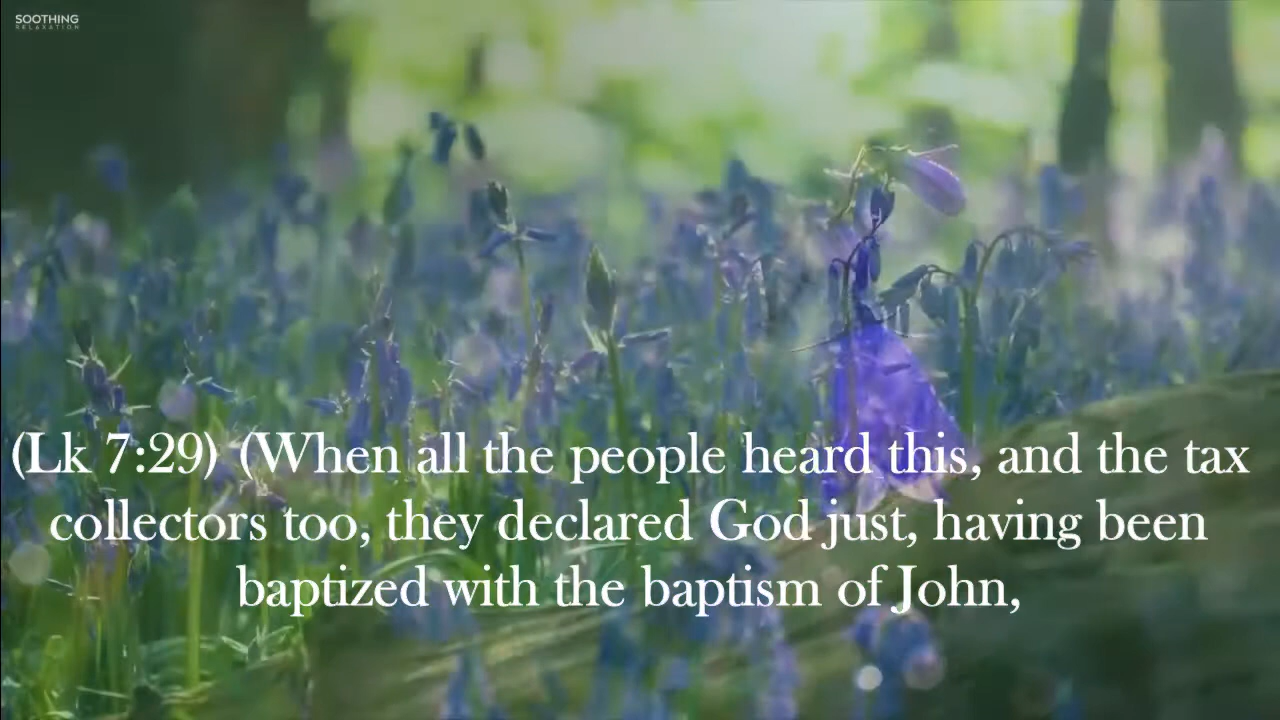 SOOTHING
RELAXATION
(Lk 7:29) (When all the people heard this, and the tax
collectors too, they declared God just, having been
baptized with the baptism of John,